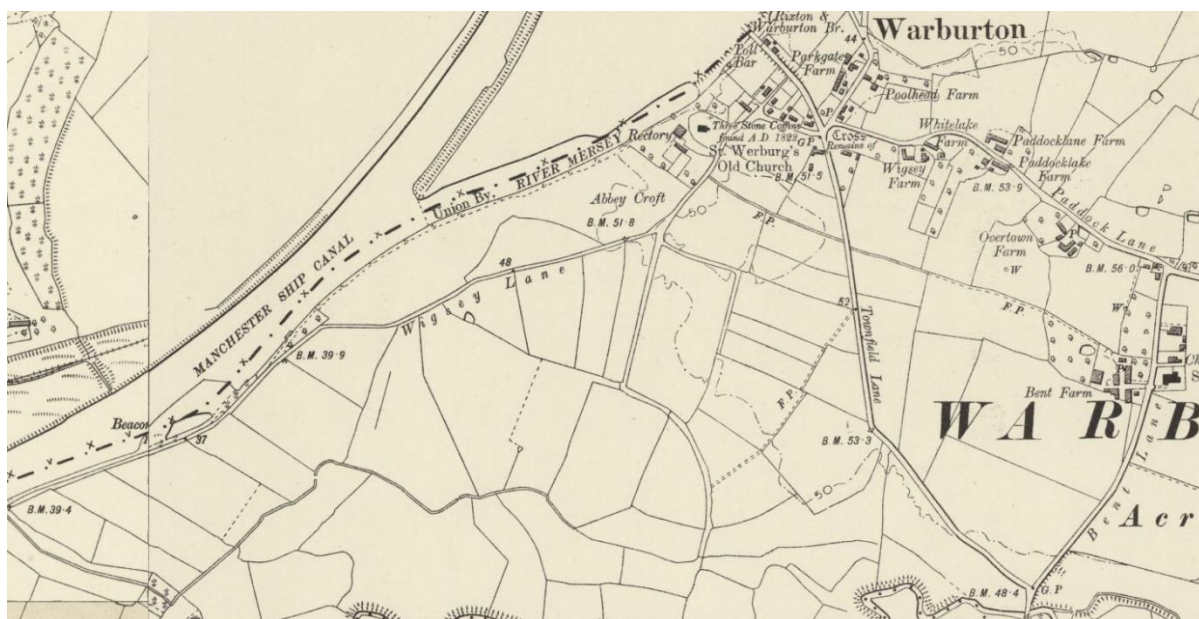 Rixton &
Warburton Br.
Warburton
Toll
Bar
44
50
Parkgate
Farm
P.
Poolhead Farm
Three Stone Coffins
found A.D. 1822
G.P.
Cross
Remains of
Whitelake
Farm
Paddocklane Farm
Paddocklake
Farm
Rectory
St. Werburg's
Old Church
B.M. 51·5
Wigsey
Farm
B.M. 53·9
RIVER MERSEY
Union By.
Abbey Croft
50
F.P.
B.M. 51·8
Paddock Lane
Overtown
Farm
P
W
B.M. 56·0
MANCHESTER SHIP CANAL
48
Wigsey Lane
52
Townfield Lane
F.P.
W
B.M. 39·9
F.P.
Bent Farm
Beacon
37
WARB
B.M. 53·3
50
Bent Lane
Acr
B.M. 39·4
B.M. 48·4
G.P